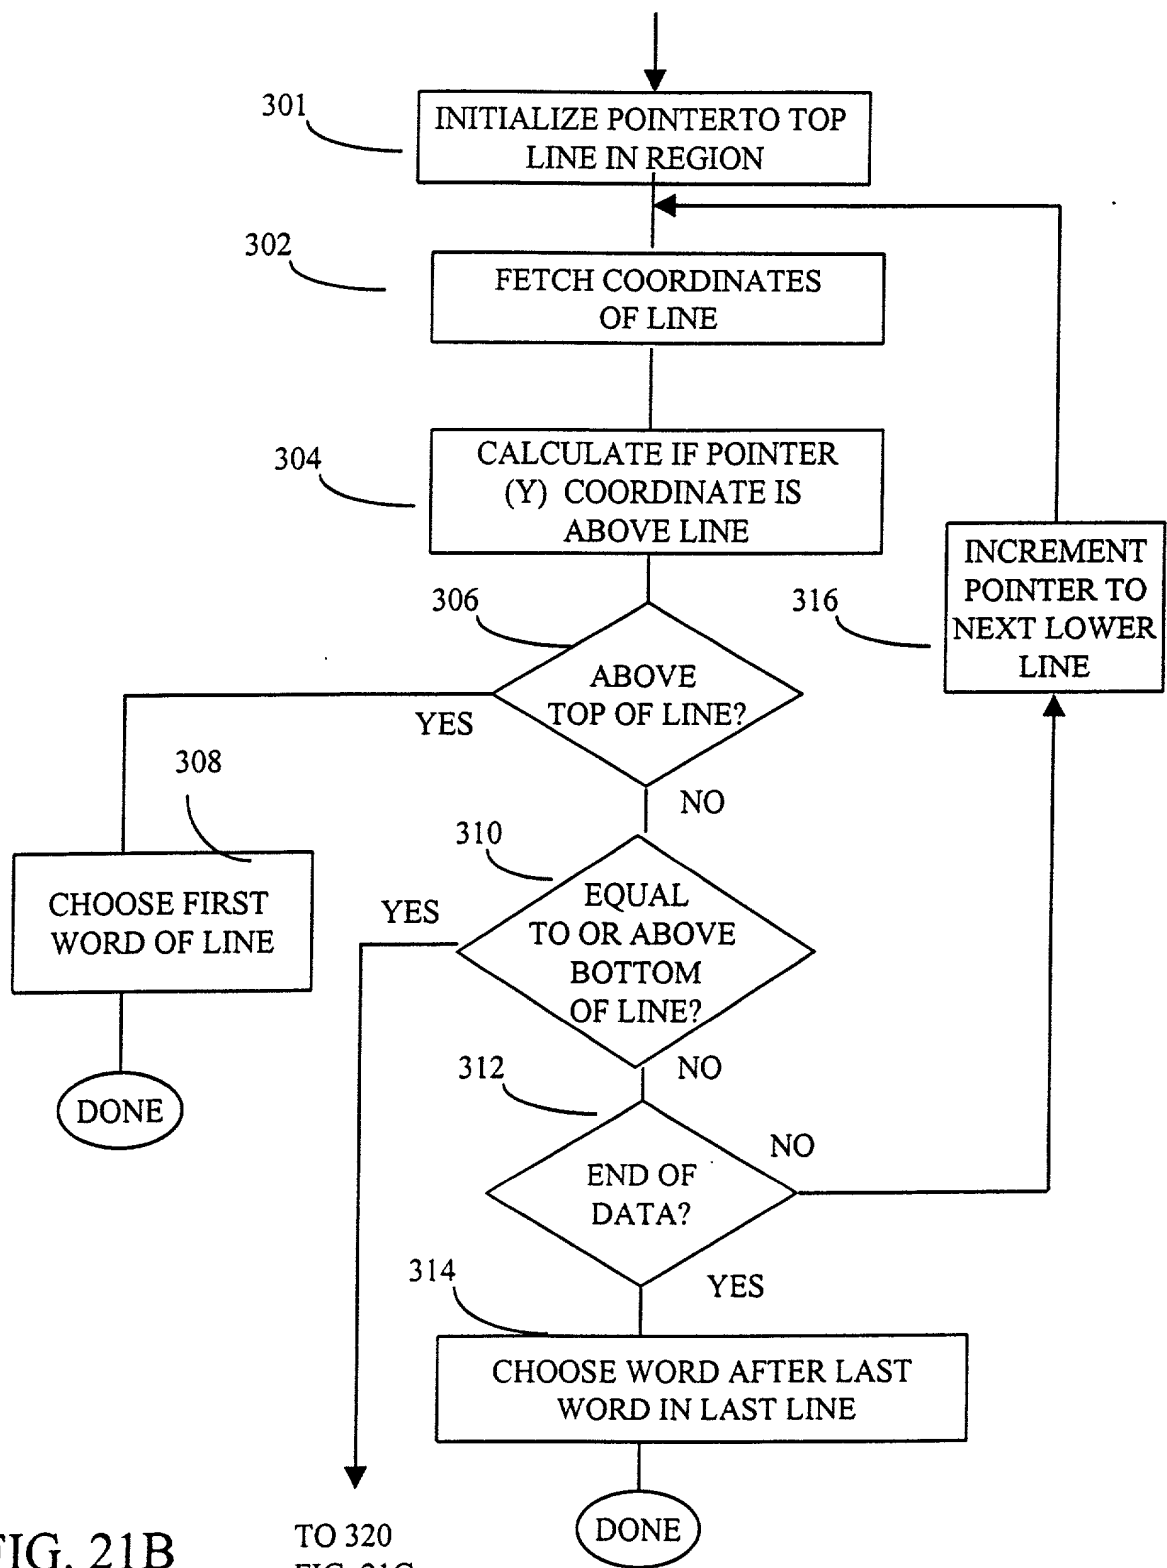 301
INITIALIZE POINTERTO TOP
LINE IN REGION
302
FETCH COORDINATES
OF LINE
304
CALCULATE IF POINTER
(Y) COORDINATE IS
ABOVE LINE
306
ABOVE
TOP OF LINE?
YES
NO
316
INCREMENT
POINTER TO
NEXT LOWER
LINE
308
CHOOSE FIRST
WORD OF LINE
DONE
310
EQUAL
TO OR ABOVE
BOTTOM
OF LINE?
YES
NO
312
END OF
DATA?
NO
YES
314
CHOOSE WORD AFTER LAST
WORD IN LAST LINE
DONE
TO 320
FIG. 21C
FIG. 21B